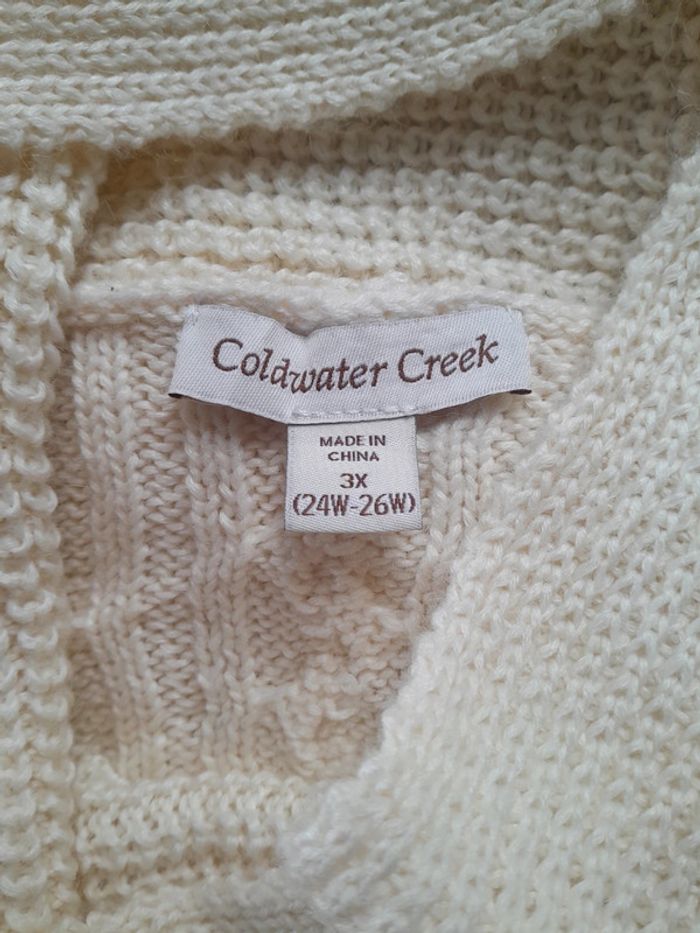 Coldwater Creek
MADE IN
CHINA
3X
(24W-26W)